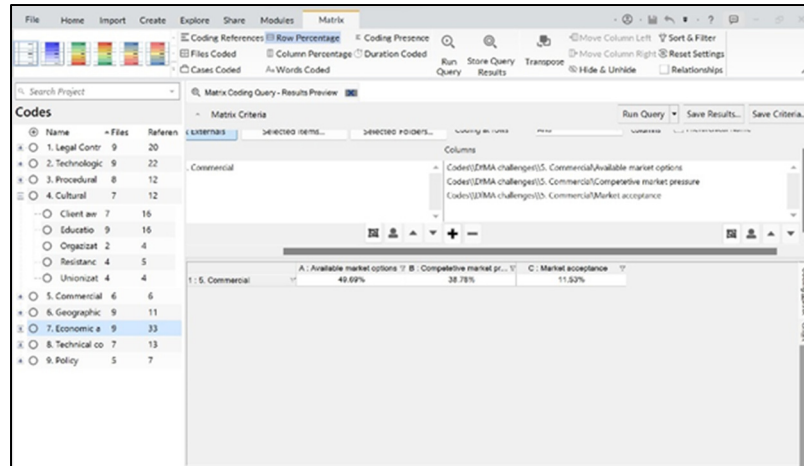 File Home Import Create Explore Share Modules Matrix
Coding References Row Percentage Coding Presence
Files Coded Column Percentage Duration Coded
Cases Coded Words Coded
Run Query
Store Query Results
Transpose
Move Column Left Sort & Filter
Move Column Right Reset Settings
Hide & Unhide Relationships
Search Project
Matrix Coding Query - Results Preview
Codes
Matrix Criteria
Run Query Save Results... Save Criteria...
Name Files Referen
1. Legal Contr 9 20
2. Technologic 9 22
3. Procedural 8 12
4. Cultural 7 12
Client aw 7 16
Educatio 9 16
Orgazizat 2 4
Resistanc 4 5
Unionizat 4 4
5. Commercial 6 6
6. Geographic 9 11
7. Economic a 9 33
8. Technical co 7 13
9. Policy 5 7
Externals Selected Items... Selected Folders...
Columns
. Commercial
Codes\\DfMA challenges\\5. Commercial\Available market options
Codes\\DfMA challenges\\5. Commercial\Competetive market pressure
Codes\\DfMA challenges\\5. Commercial\Market acceptance
A : Available market options B : Competetive market pr... C : Market acceptance
1 : 5. Commercial 49.69% 38.78% 11.53%